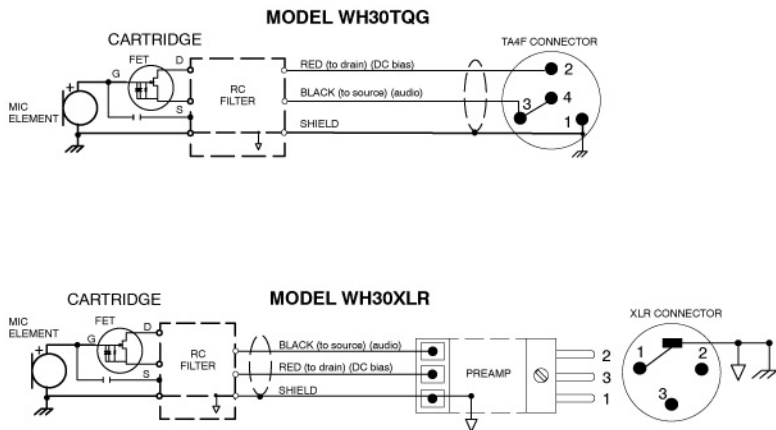 MODEL WH30TQG
CARTRIDGE
TA4F CONNECTOR
FET
D
G
S
+
MIC
ELEMENT
RC
FILTER
RED (to drain) (DC bias)
BLACK (to source) (audio)
SHIELD
2
4
3
1
MODEL WH30XLR
CARTRIDGE
XLR CONNECTOR
MIC
ELEMENT
FET
D
G
S
+
RC
FILTER
BLACK (to source) (audio)
RED (to drain) (DC bias)
SHIELD
PREAMP
2
3
1
1
2
3